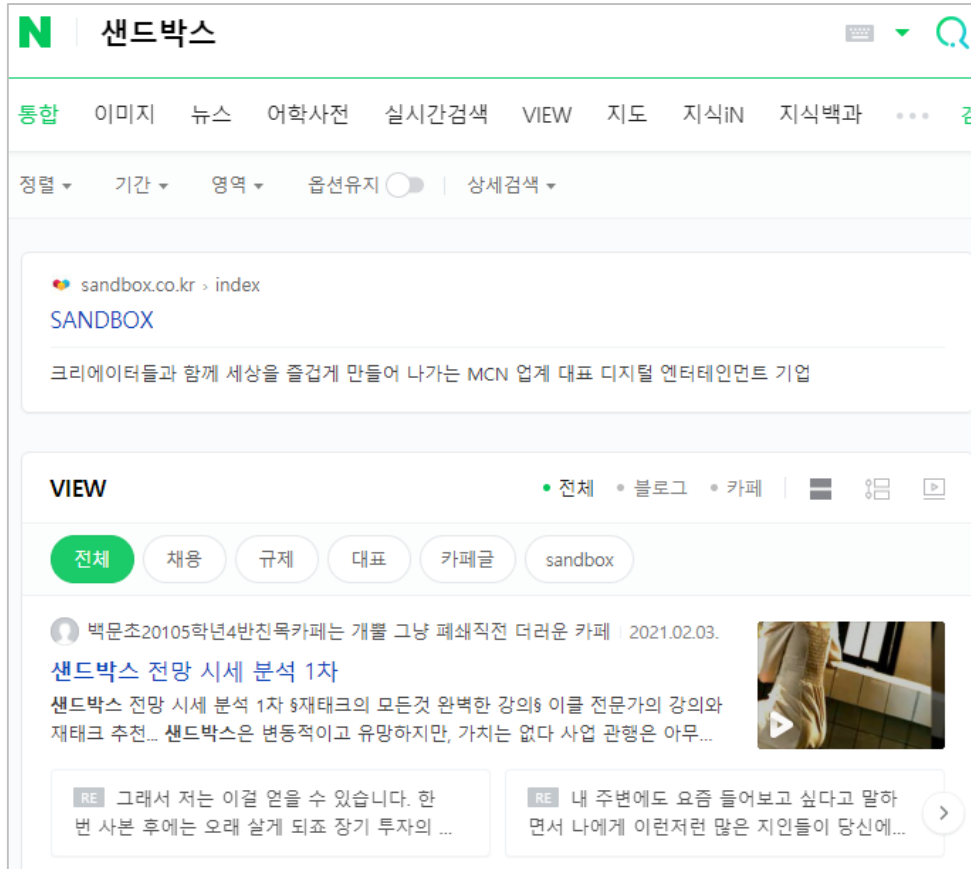 N 샌드박스
통합 이미지 뉴스 어학사전 실시간검색 VIEW 지도 지식iN 지식백과
정렬 기간 영역 옵션유지 상세검색
sandbox.co.kr › index
SANDBOX
크리에이터들과 함께 세상을 즐겁게 만들어 나가는 MCN 업계 대표 디지털 엔터테인먼트 기업
VIEW 전체 블로그 카페
전체 채용 규제 대표 카페글 sandbox
백문초20105학년4반친목카페는 개뿔 그냥 폐쇄직전 더러운 카페 2021.02.03.
샌드박스 전망 시세 분석 1차
샌드박스 전망 시세 분석 1차 §재태크의 모든것 완벽한 강의§ 이클 전문가의 강의와
재태크 추천... 샌드박스은 변동적이고 유망하지만, 가치는 없다 사업 관행은 아무...
RE 그래서 저는 이걸 얻을 수 있습니다. 한
번 사본 후에는 오래 살게 되죠 장기 투자의 ...
RE 내 주변에도 요즘 들어보고 싶다고 말하
면서 나에게 이런저런 많은 지인들이 당신에...